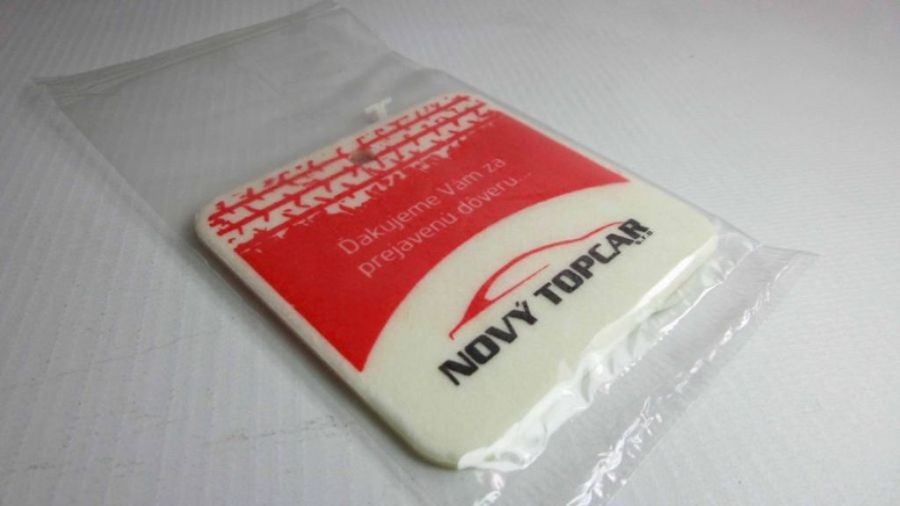 Ďakujeme Vám za
prejavenú dôveru...
NOVÝ TOPCAR
s.r.o